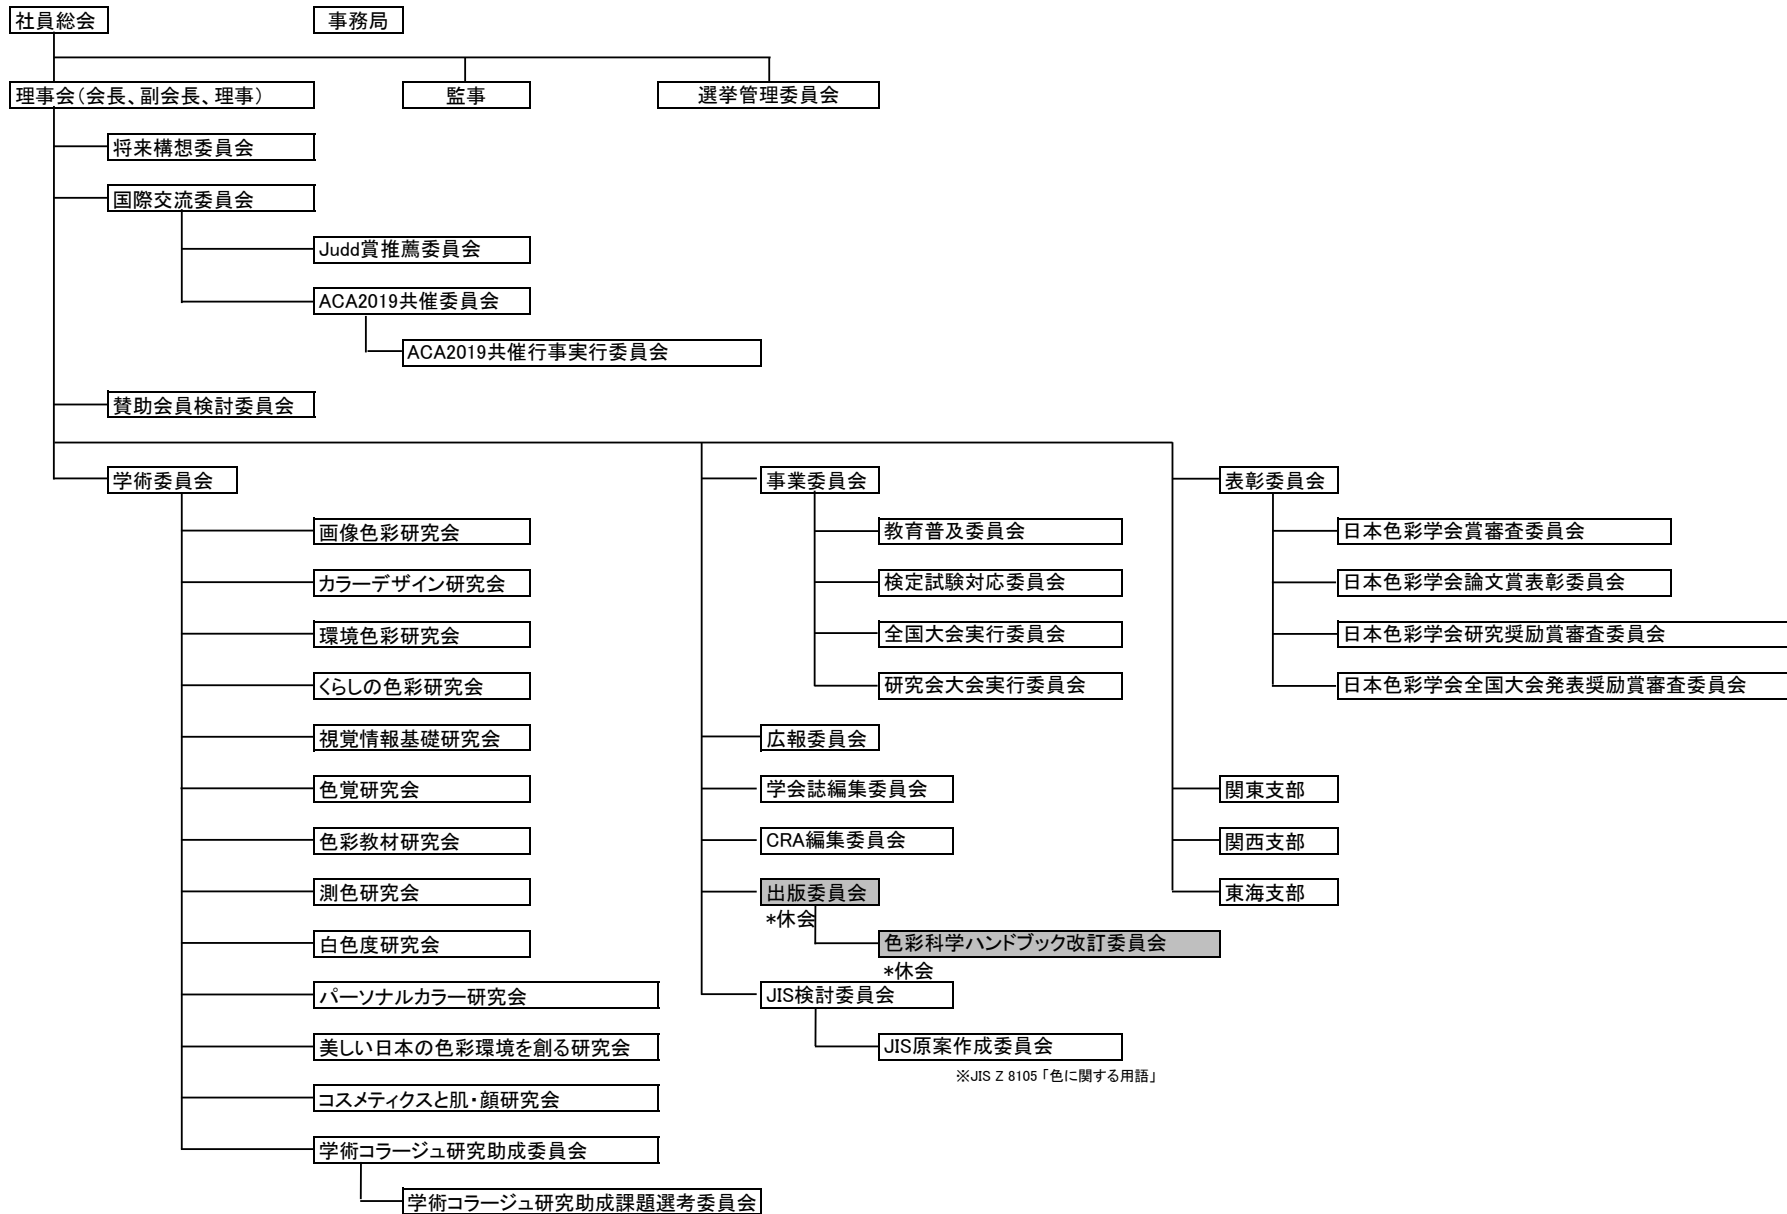 社員総会
事務局
理事会(会長、副会長、理事)
監事
選挙管理委員会
将来構想委員会
国際交流委員会
Judd賞推薦委員会
ACA2019共催委員会
ACA2019共催行事実行委員会
賛助会員検討委員会
学術委員会
画像色彩研究会
カラーデザイン研究会
環境色彩研究会
くらしの色彩研究会
視覚情報基礎研究会
色覚研究会
色彩教材研究会
測色研究会
白色度研究会
パーソナルカラー研究会
美しい日本の色彩環境を創る研究会
コスメティクスと肌・顔研究会
学術コラージュ研究助成委員会
学術コラージュ研究助成課題選考委員会
事業委員会
教育普及委員会
検定試験対応委員会
全国大会実行委員会
研究会大会実行委員会
広報委員会
学会誌編集委員会
CRA編集委員会
出版委員会
*休会
色彩科学ハンドブック改訂委員会
*休会
JIS検討委員会
JIS原案作成委員会
※JIS Z 8105「色に関する用語」
表彰委員会
日本色彩学会賞審査委員会
日本色彩学会論文賞表彰委員会
日本色彩学会研究奨励賞審査委員会
日本色彩学会全国大会発表奨励賞審査委員会
関東支部
関西支部
東海支部